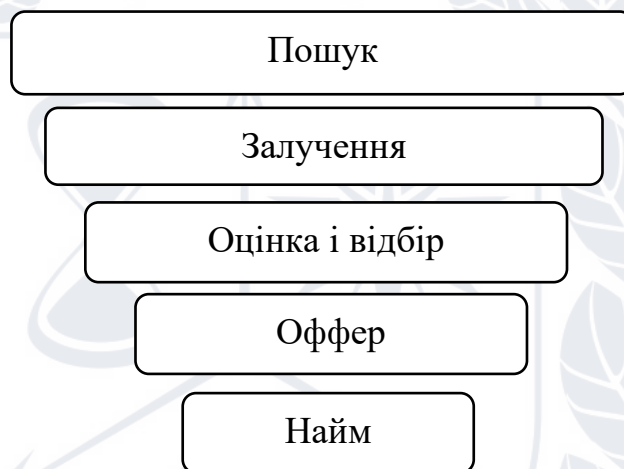 Пошук
Залучення
Оцінка і відбір
Оффер
Найм